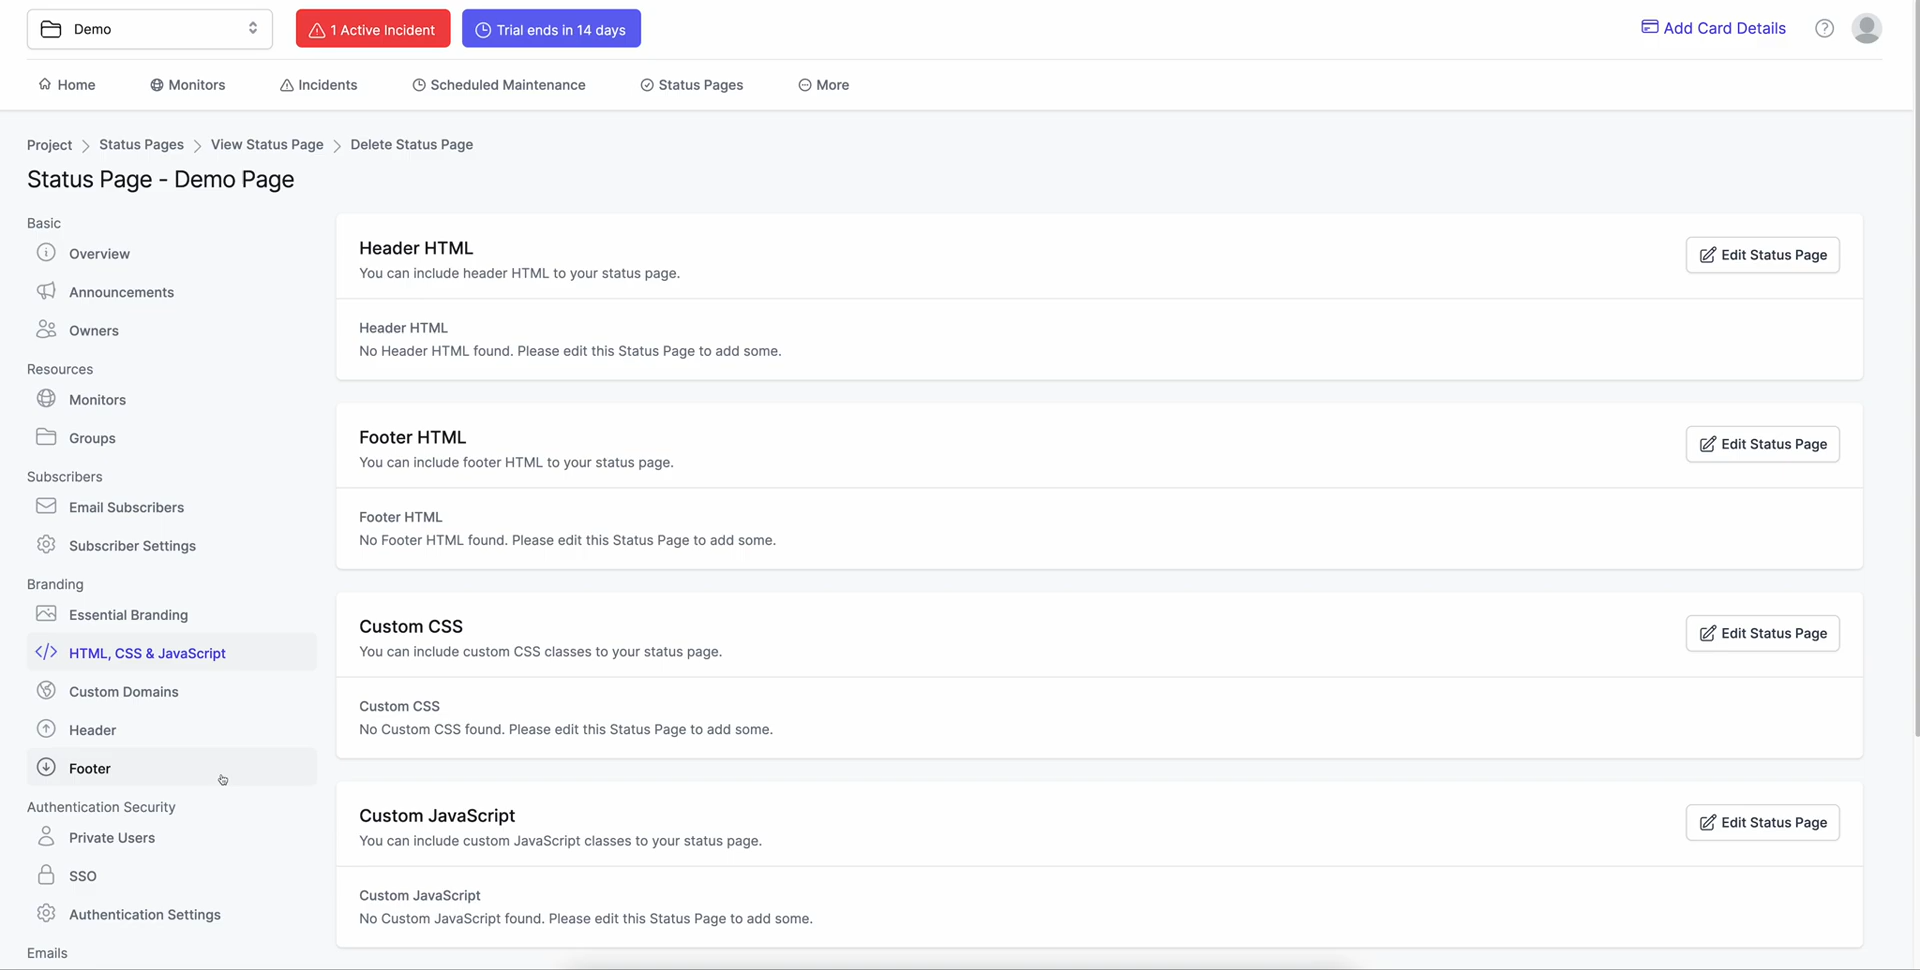 Demo
1 Active Incident
Trial ends in 14 days
Add Card Details
Home
Monitors
Incidents
Scheduled Maintenance
Status Pages
More
Project > Status Pages > View Status Page > Delete Status Page
Status Page - Demo Page
Basic
Overview
Announcements
Owners
Resources
Monitors
Groups
Subscribers
Email Subscribers
Subscriber Settings
Branding
Essential Branding
HTML, CSS & JavaScript
Custom Domains
Header
Footer
Authentication Security
Private Users
SSO
Authentication Settings
Emails
Header HTML
You can include header HTML to your status page.
Edit Status Page
Header HTML
No Header HTML found. Please edit this Status Page to add some.
Footer HTML
You can include footer HTML to your status page.
Edit Status Page
Footer HTML
No Footer HTML found. Please edit this Status Page to add some.
Custom CSS
You can include custom CSS classes to your status page.
Edit Status Page
Custom CSS
No Custom CSS found. Please edit this Status Page to add some.
Custom JavaScript
You can include custom JavaScript classes to your status page.
Edit Status Page
Custom JavaScript
No Custom JavaScript found. Please edit this Status Page to add some.